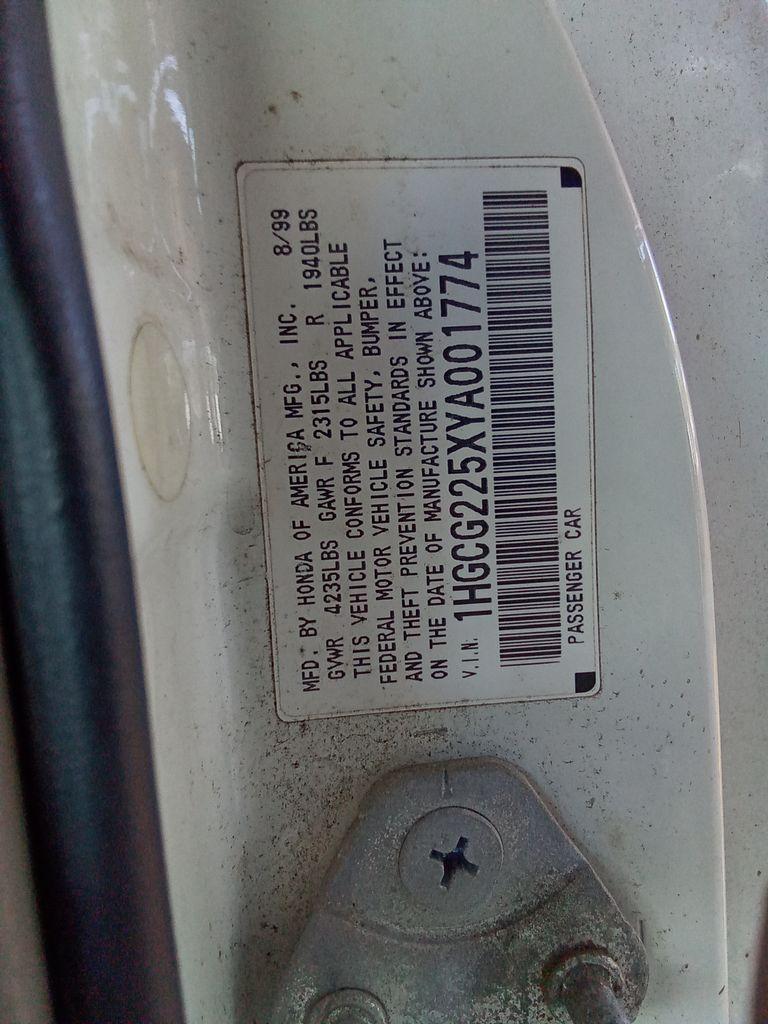 MFD. BY HONDA OF AMERICA MFG., INC. 8/99
GVWR 4235LBS GAWR F 2315LBS R 1940LBS
THIS VEHICLE CONFORMS TO ALL APPLICABLE
FEDERAL MOTOR VEHICLE SAFETY, BUMPER,
AND THEFT PREVENTION STANDARDS IN EFFECT
ON THE DATE OF MANUFACTURE SHOWN ABOVE:
V.I.N. 1HGCG225XYA001774
PASSENGER CAR